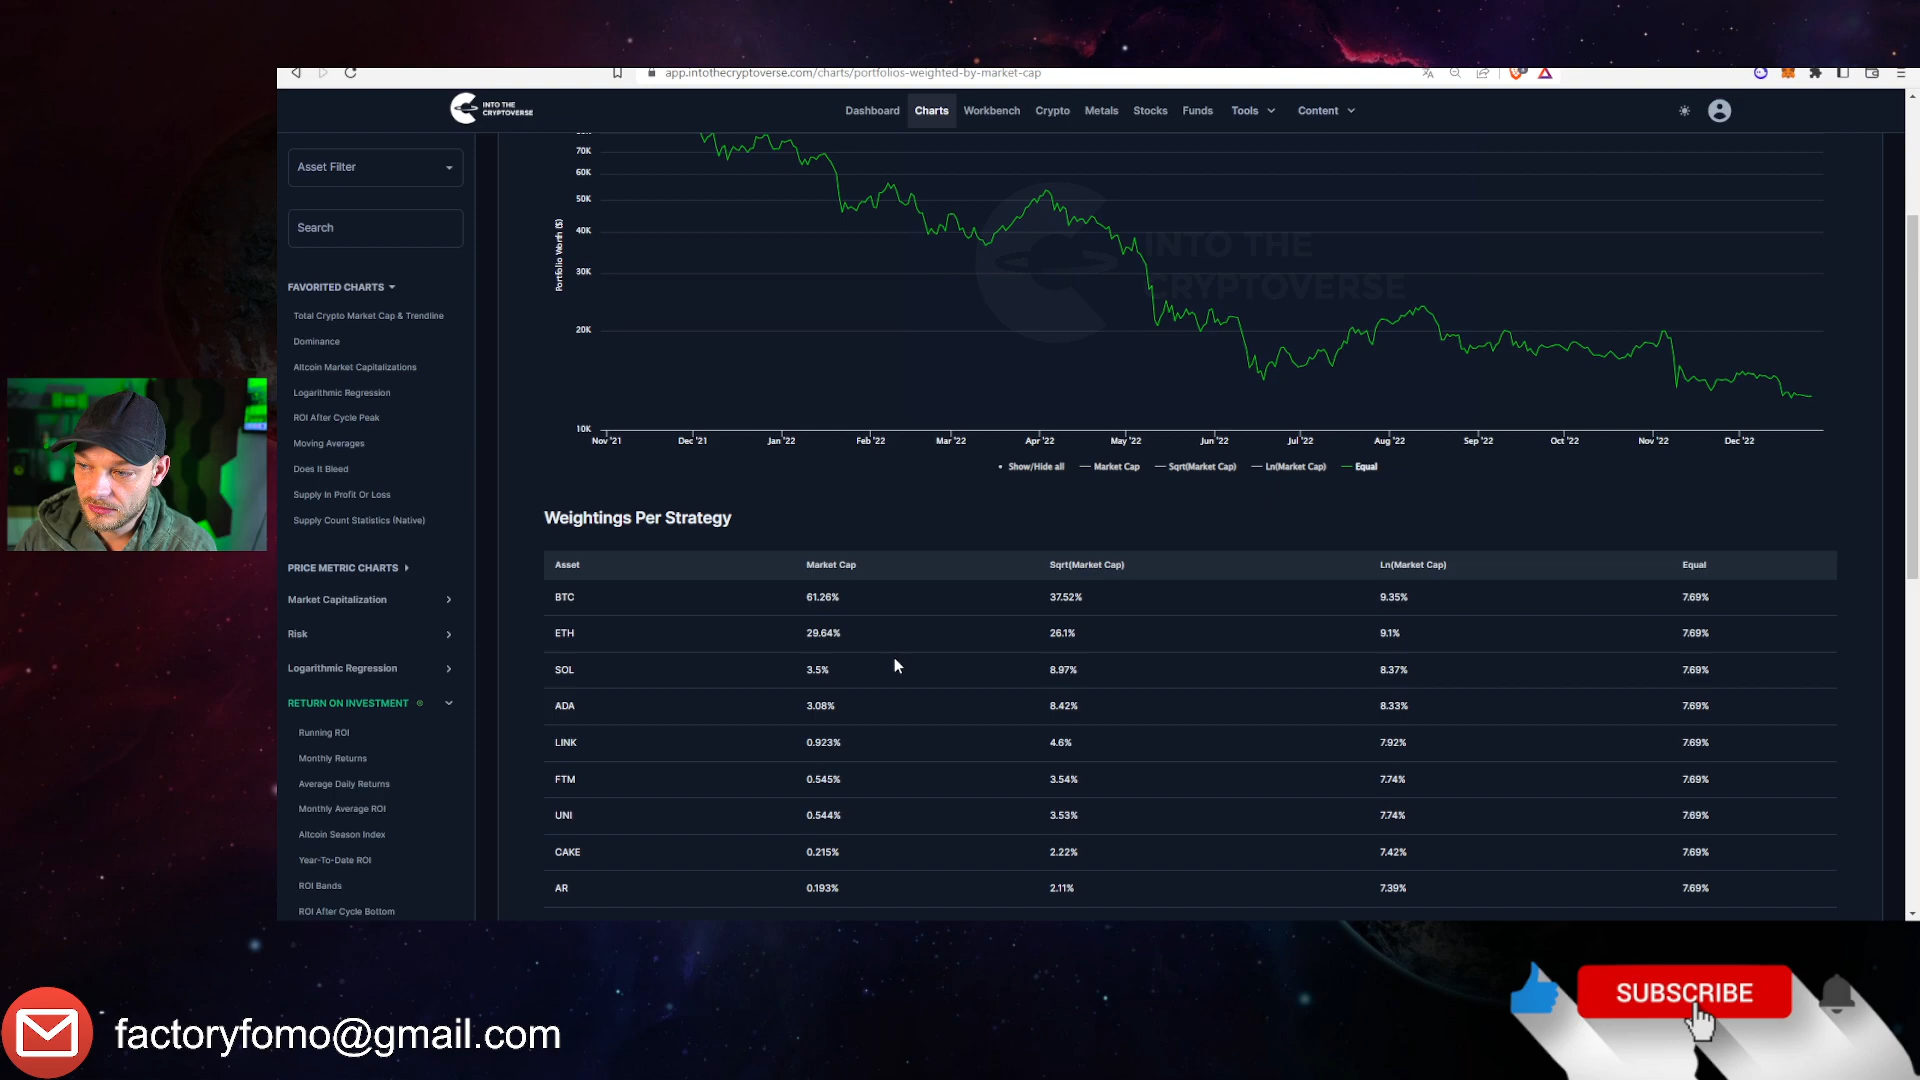 app.intothecryptoverse.com/charts/portfolios-weighted-by-market-cap
INTO THE
CRYPTOVERSE
Dashboard Charts Workbench Crypto Metals Stocks Funds Tools Content
Asset Filter
Search
FAVORITED CHARTS
Total Crypto Market Cap & Trendline
Dominance
Altcoin Market Capitalizations
Logarithmic Regression
ROI After Cycle Peak
Moving Averages
Does It Bleed
Supply In Profit Or Loss
Supply Count Statistics (Native)
PRICE METRIC CHARTS
Market Capitalization
Risk
Logarithmic Regression
RETURN ON INVESTMENT
Running ROI
Monthly Returns
Average Daily Returns
Monthly Average ROI
Altcoin Season Index
Year-To-Date ROI
ROI Bands
ROI After Cycle Bottom
Portfolio Worth ($)
70K
60K
50K
40K
30K
20K
10K
INTO THE
CRYPTOVERSE
Nov '21 Dec '21 Jan '22 Feb '22 Mar '22 Apr '22 May '22 Jun '22 Jul '22 Aug '22 Sep '22 Oct '22 Nov '22 Dec '22
Show/Hide all Market Cap Sqrt(Market Cap) Ln(Market Cap) Equal
Weightings Per Strategy
Asset Market Cap Sqrt(Market Cap) Ln(Market Cap) Equal
BTC 61.26% 37.52% 9.35% 7.69%
ETH 29.64% 26.1% 9.1% 7.69%
SOL 3.5% 8.97% 8.37% 7.69%
ADA 3.08% 8.42% 8.33% 7.69%
LINK 0.923% 4.6% 7.92% 7.69%
FTM 0.545% 3.54% 7.74% 7.69%
UNI 0.544% 3.53% 7.74% 7.69%
CAKE 0.215% 2.22% 7.42% 7.69%
AR 0.193% 2.11% 7.39% 7.69%
factoryfomo@gmail.com
SUBSCRIBE